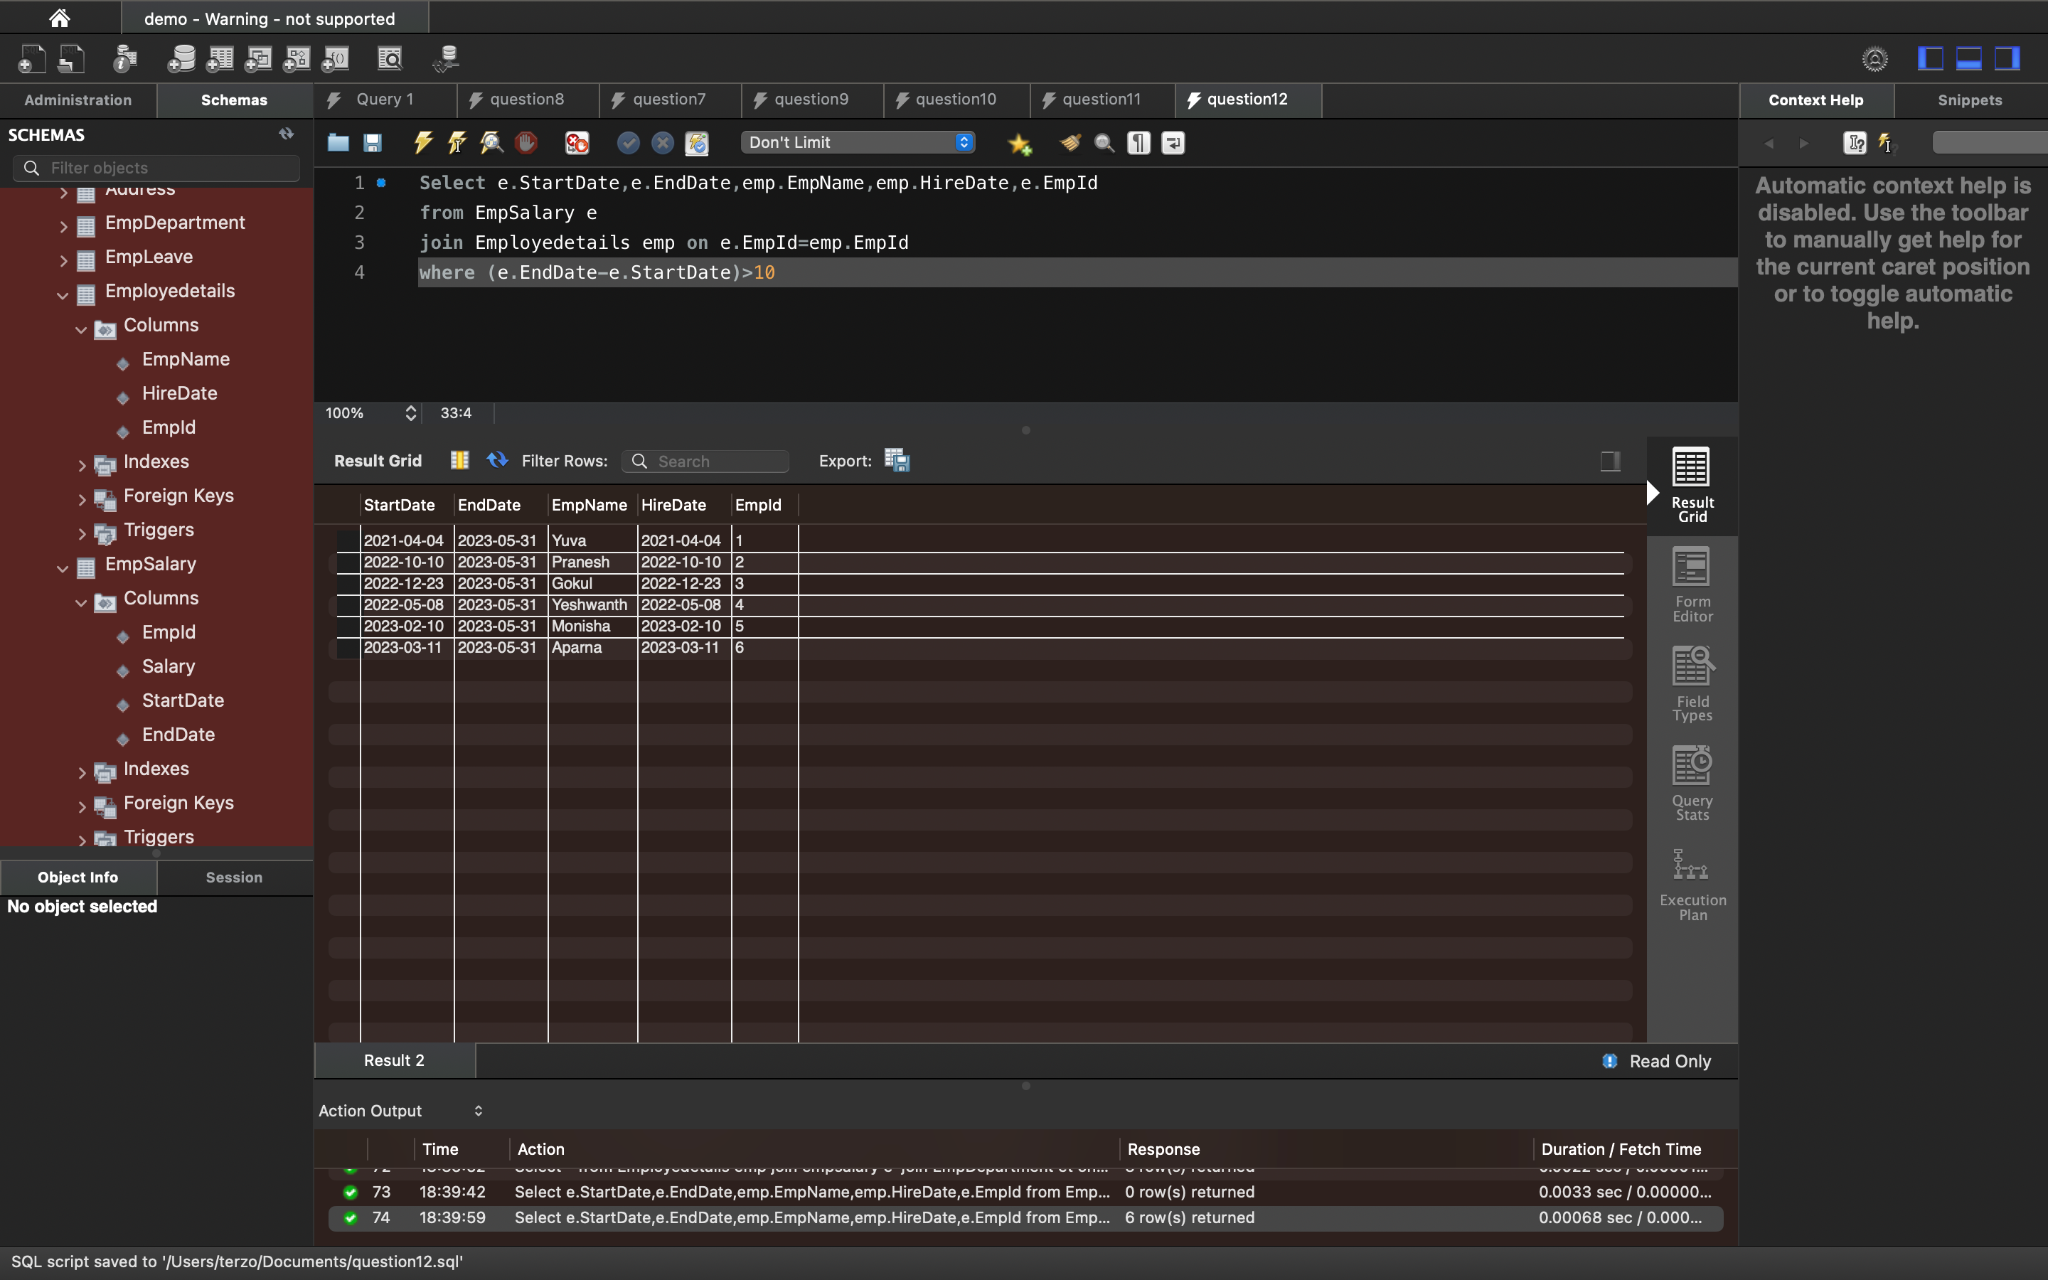 demo - Warning - not supported
Administration
Schemas
Query 1
question8
question7
question9
question10
question11
question12
Context Help
Snippets
SCHEMAS
Filter objects
Don't Limit
Address
EmpDepartment
EmpLeave
Employedetails
Columns
EmpName
HireDate
EmpId
Indexes
Foreign Keys
Triggers
EmpSalary
Columns
EmpId
Salary
StartDate
EndDate
Indexes
Foreign Keys
Triggers
Object Info
Session
No object selected
1 Select e.StartDate,e.EndDate,emp.EmpName,emp.HireDate,e.EmpId
2 from EmpSalary e
3 join Employedetails emp on e.EmpId=emp.EmpId
4 where (e.EndDate-e.StartDate)>10
Automatic context help is
disabled. Use the toolbar
to manually get help for
the current caret position
or to toggle automatic
help.
100%
33:4
Result Grid
Filter Rows:
Search
Export:
StartDate EndDate EmpName HireDate EmpId
2021-04-04 2023-05-31 Yuva 2021-04-04 1
2022-10-10 2023-05-31 Pranesh 2022-10-10 2
2022-12-23 2023-05-31 Gokul 2022-12-23 3
2022-05-08 2023-05-31 Yeshwanth 2022-05-08 4
2023-02-10 2023-05-31 Monisha 2023-02-10 5
2023-03-11 2023-05-31 Aparna 2023-03-11 6
Result
Grid
Form
Editor
Field
Types
Query
Stats
Execution
Plan
Result 2
Read Only
Action Output
Time Action Response Duration / Fetch Time
73 18:39:42 Select e.StartDate,e.EndDate,emp.EmpName,emp.HireDate,e.EmpId from Emp... 0 row(s) returned 0.0033 sec / 0.00000...
74 18:39:59 Select e.StartDate,e.EndDate,emp.EmpName,emp.HireDate,e.EmpId from Emp... 6 row(s) returned 0.00068 sec / 0.000...
SQL script saved to '/Users/terzo/Documents/question12.sql'